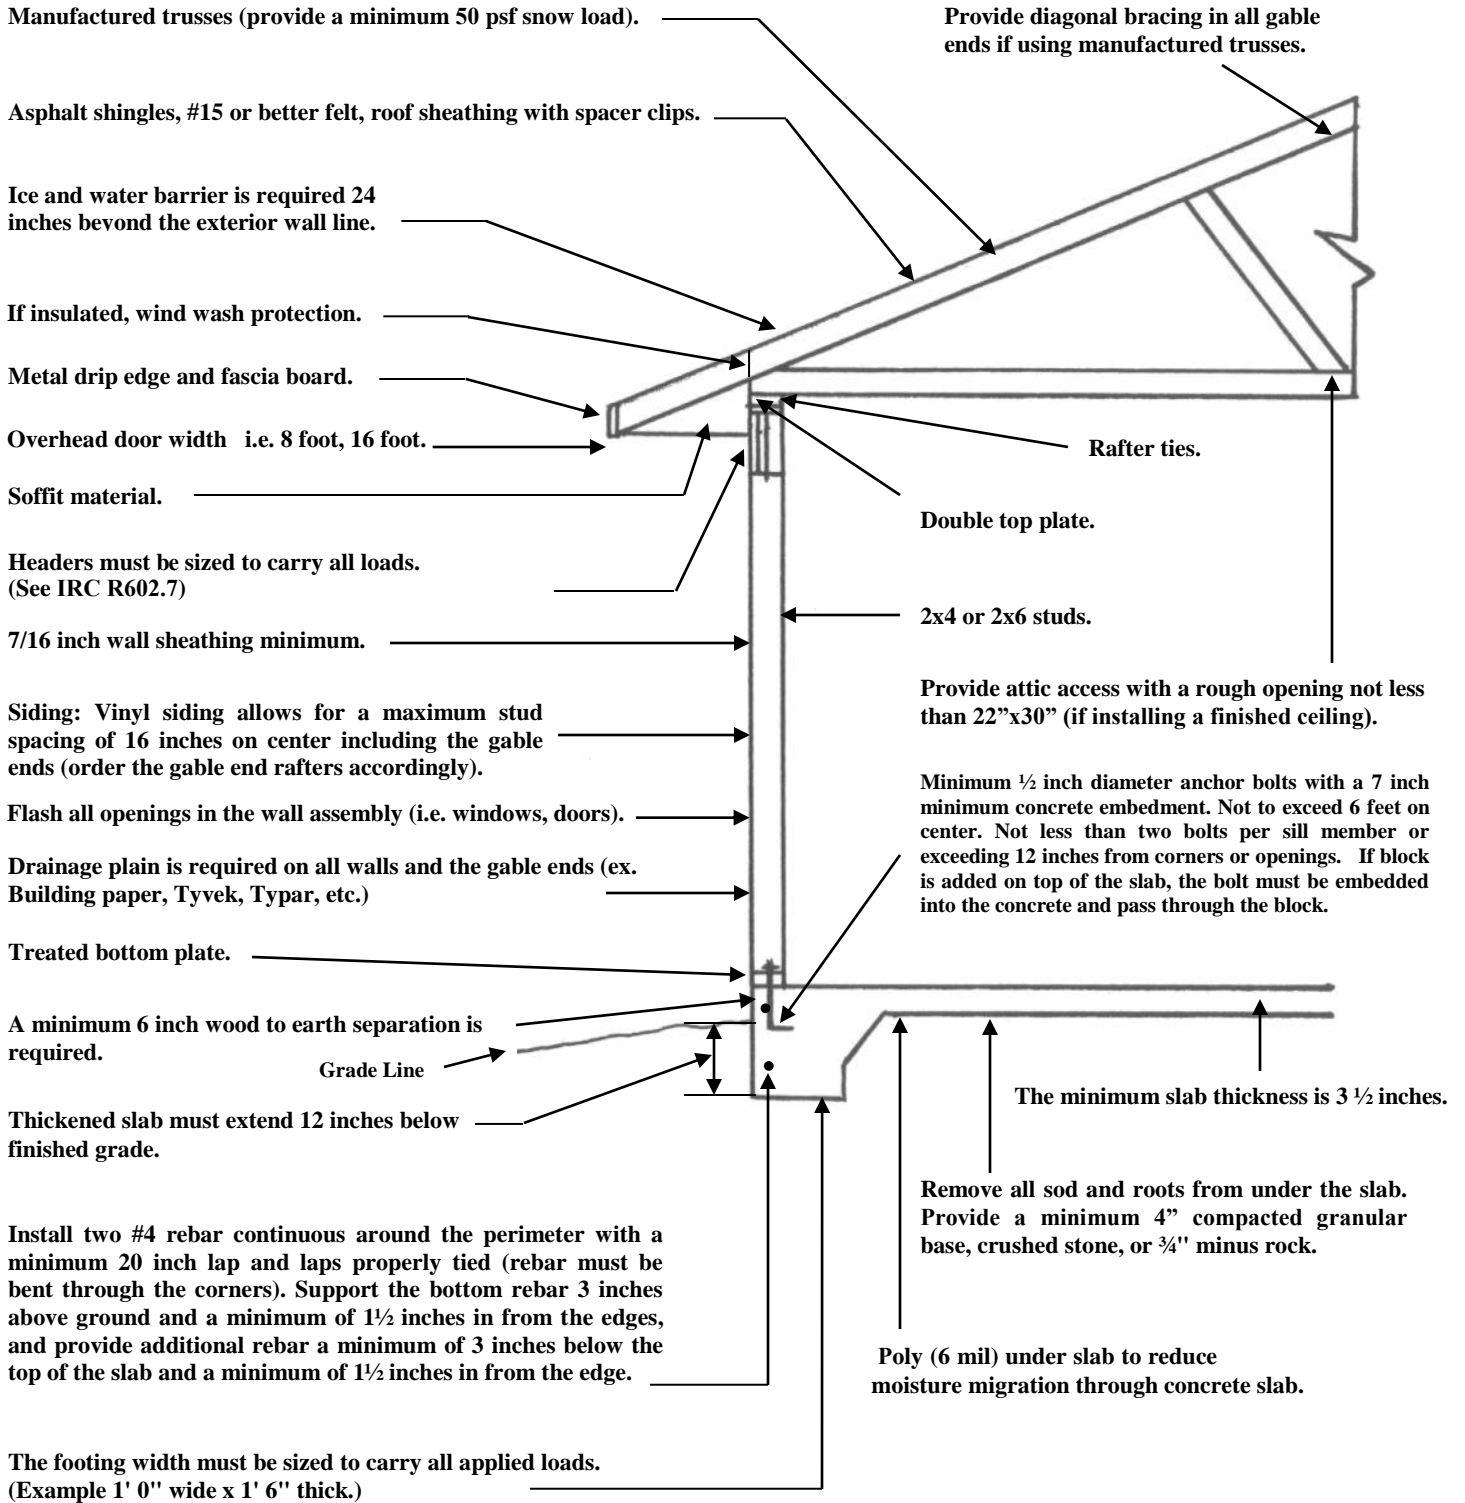 Manufactured trusses (provide a minimum 50 psf snow load).
Provide diagonal bracing in all gable
ends if using manufactured trusses.
Asphalt shingles, #15 or better felt, roof sheathing with spacer clips.
Ice and water barrier is required 24
inches beyond the exterior wall line.
If insulated, wind wash protection.
Metal drip edge and fascia board.
Overhead door width i.e. 8 foot, 16 foot.
Rafter ties.
Soffit material.
Double top plate.
Headers must be sized to carry all loads.
(See IRC R602.7)
2x4 or 2x6 studs.
7/16 inch wall sheathing minimum.
Provide attic access with a rough opening not less
than 22”x30” (if installing a finished ceiling).
Siding: Vinyl siding allows for a maximum stud
spacing of 16 inches on center including the gable
ends (order the gable end rafters accordingly).
Minimum ½ inch diameter anchor bolts with a 7 inch
minimum concrete embedment. Not to exceed 6 feet on
center. Not less than two bolts per sill member or
exceeding 12 inches from corners or openings. If block
is added on top of the slab, the bolt must be embedded
into the concrete and pass through the block.
Flash all openings in the wall assembly (i.e. windows, doors).
Drainage plain is required on all walls and the gable ends (ex.
Building paper, Tyvek, Typar, etc.)
Treated bottom plate.
A minimum 6 inch wood to earth separation is
required.
Grade Line
The minimum slab thickness is 3 ½ inches.
Thickened slab must extend 12 inches below
finished grade.
Remove all sod and roots from under the slab.
Provide a minimum 4” compacted granular
base, crushed stone, or ¾" minus rock.
Install two #4 rebar continuous around the perimeter with a
minimum 20 inch lap and laps properly tied (rebar must be
bent through the corners). Support the bottom rebar 3 inches
above ground and a minimum of 1½ inches in from the edges,
and provide additional rebar a minimum of 3 inches below the
top of the slab and a minimum of 1½ inches in from the edge.
Poly (6 mil) under slab to reduce
moisture migration through concrete slab.
The footing width must be sized to carry all applied loads.
(Example 1' 0" wide x 1' 6" thick.)